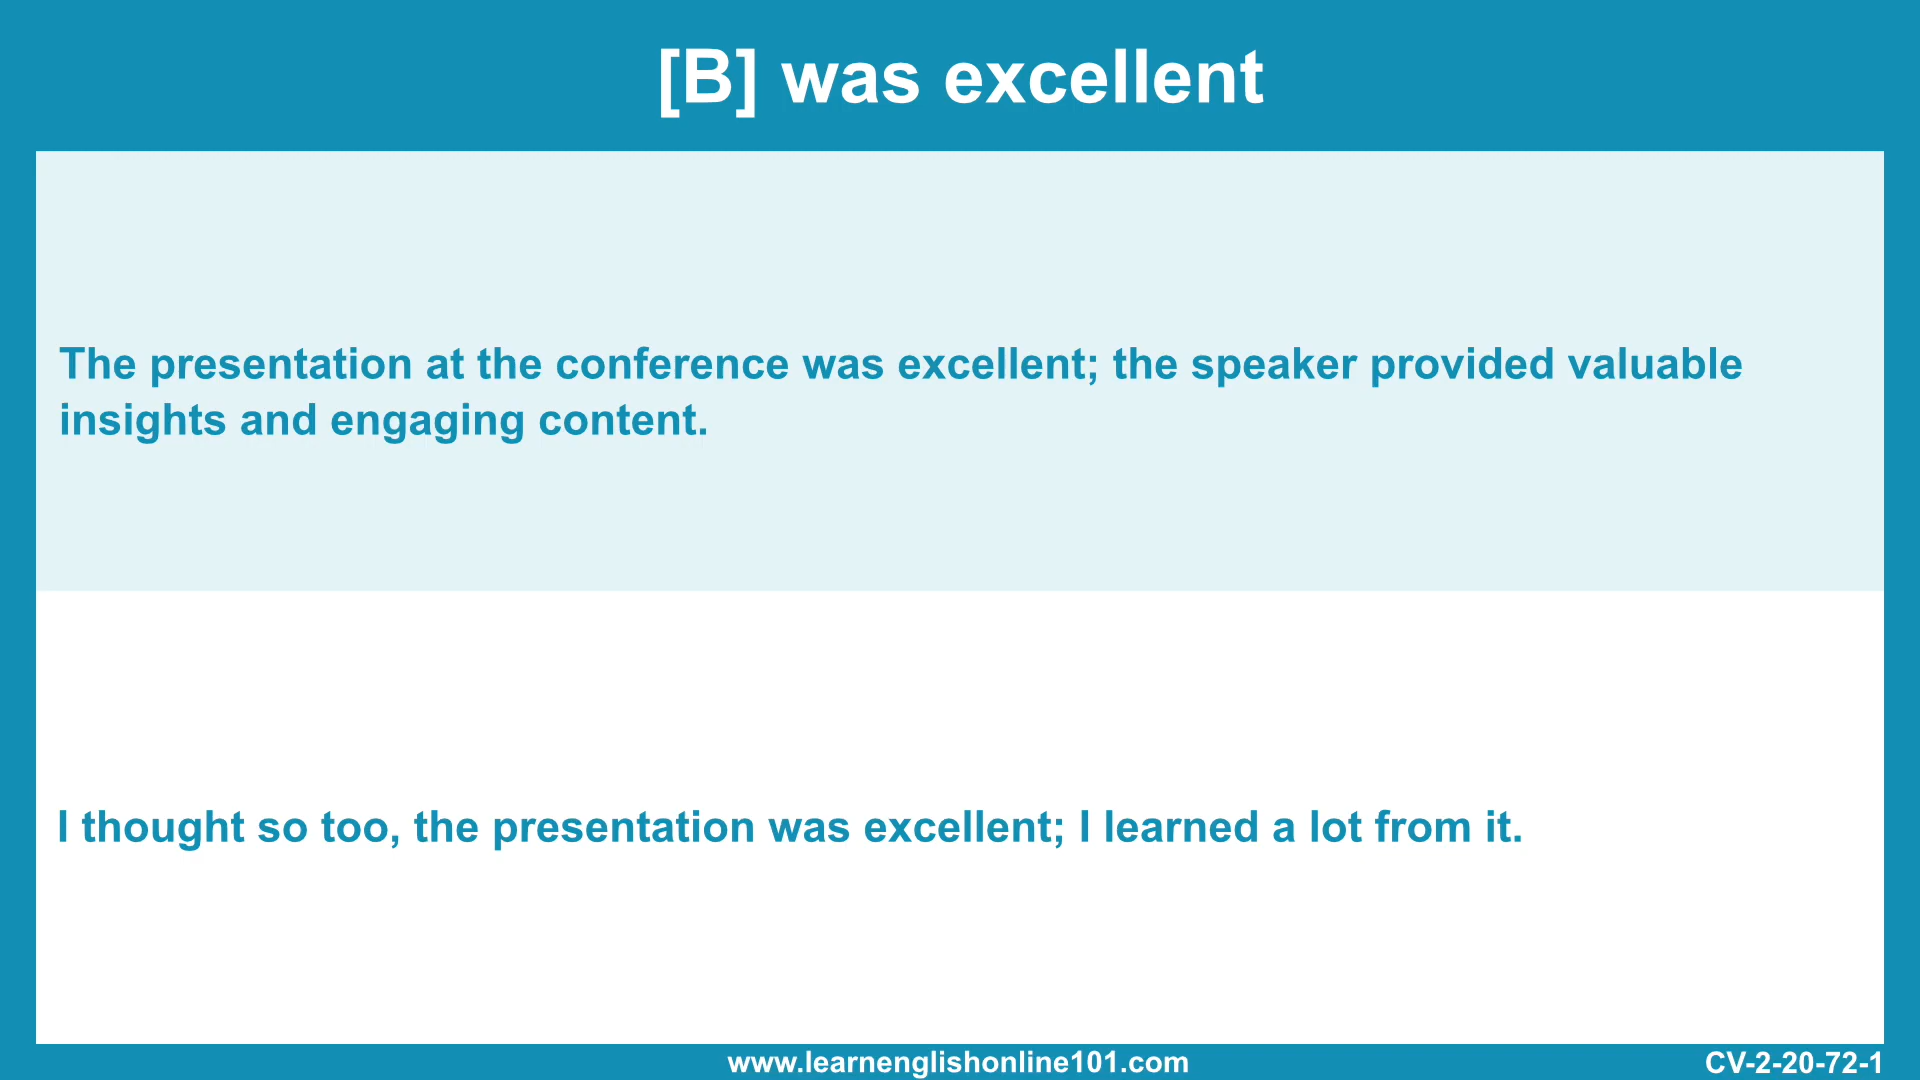 [B] was excellent
The presentation at the conference was excellent; the speaker provided valuable
insights and engaging content.
I thought so too, the presentation was excellent; I learned a lot from it.
www.learnenglishonline101.com
CV-2-20-72-1